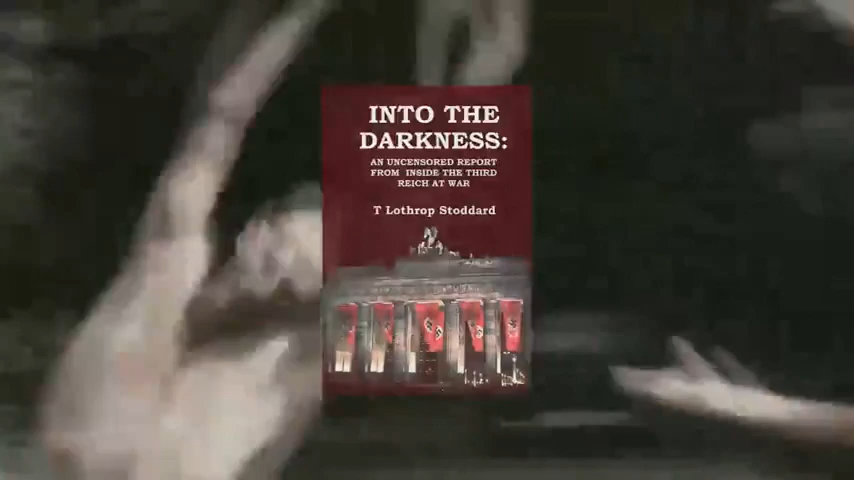 INTO THE
DARKNESS:
AN UNCENSORED REPORT
FROM INSIDE THE THIRD
REICH AT WAR
T Lothrop Stoddard